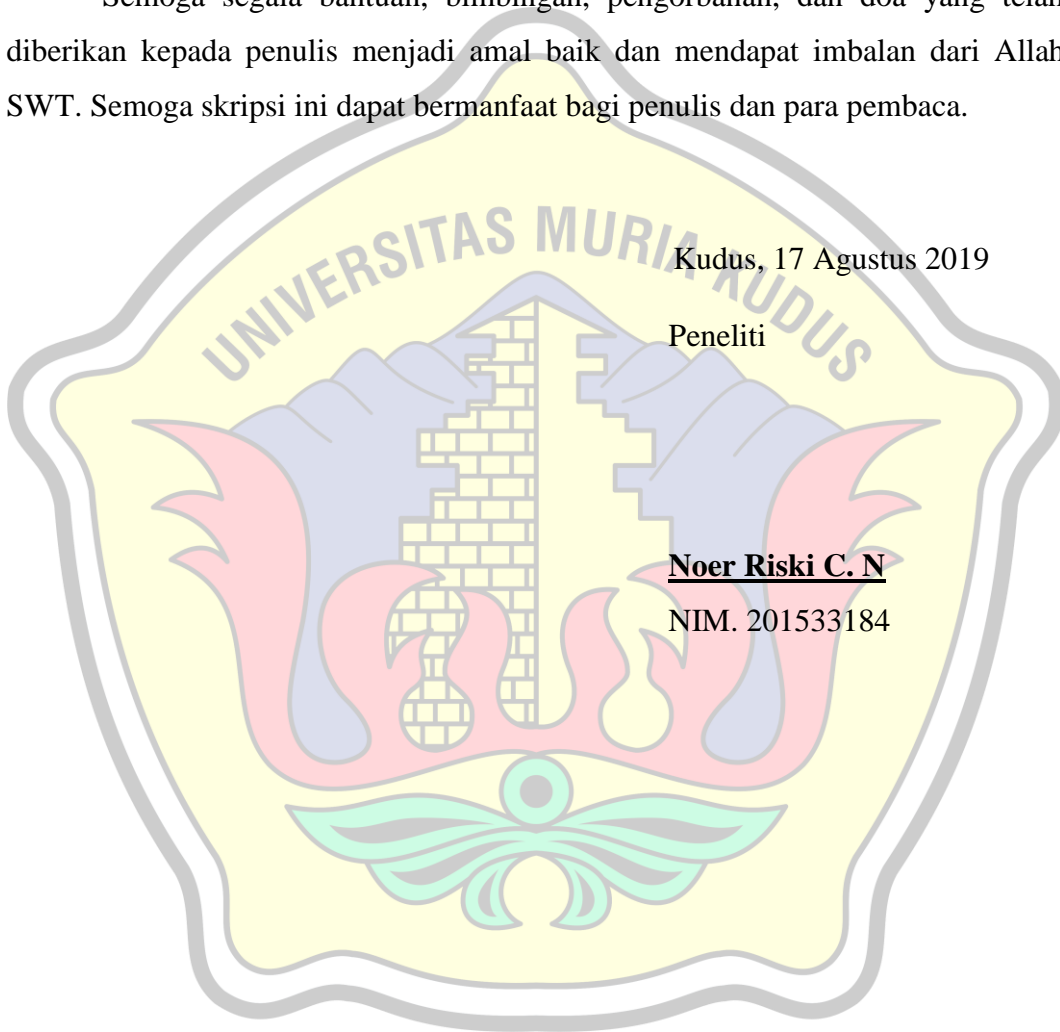 Semoga segala bantuan, bimbingan, pengorbanan, dan doa yang telah
diberikan kepada penulis menjadi amal baik dan mendapat imbalan dari Allah
SWT. Semoga skripsi ini dapat bermanfaat bagi penulis dan para pembaca.
UNIVERSITAS MURIA KUDUS
Kudus, 17 Agustus 2019
Peneliti
Noer Riski C. N
NIM. 201533184